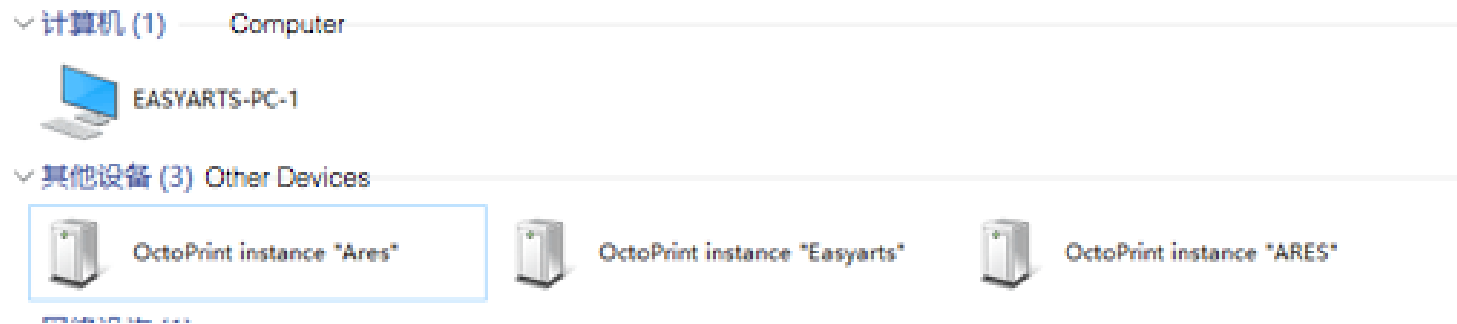 计算机 (1) Computer
EASYARTS-PC-1
其他设备 (3) Other Devices
OctoPrint instance "Ares" OctoPrint instance "Easyarts" OctoPrint instance "ARES"